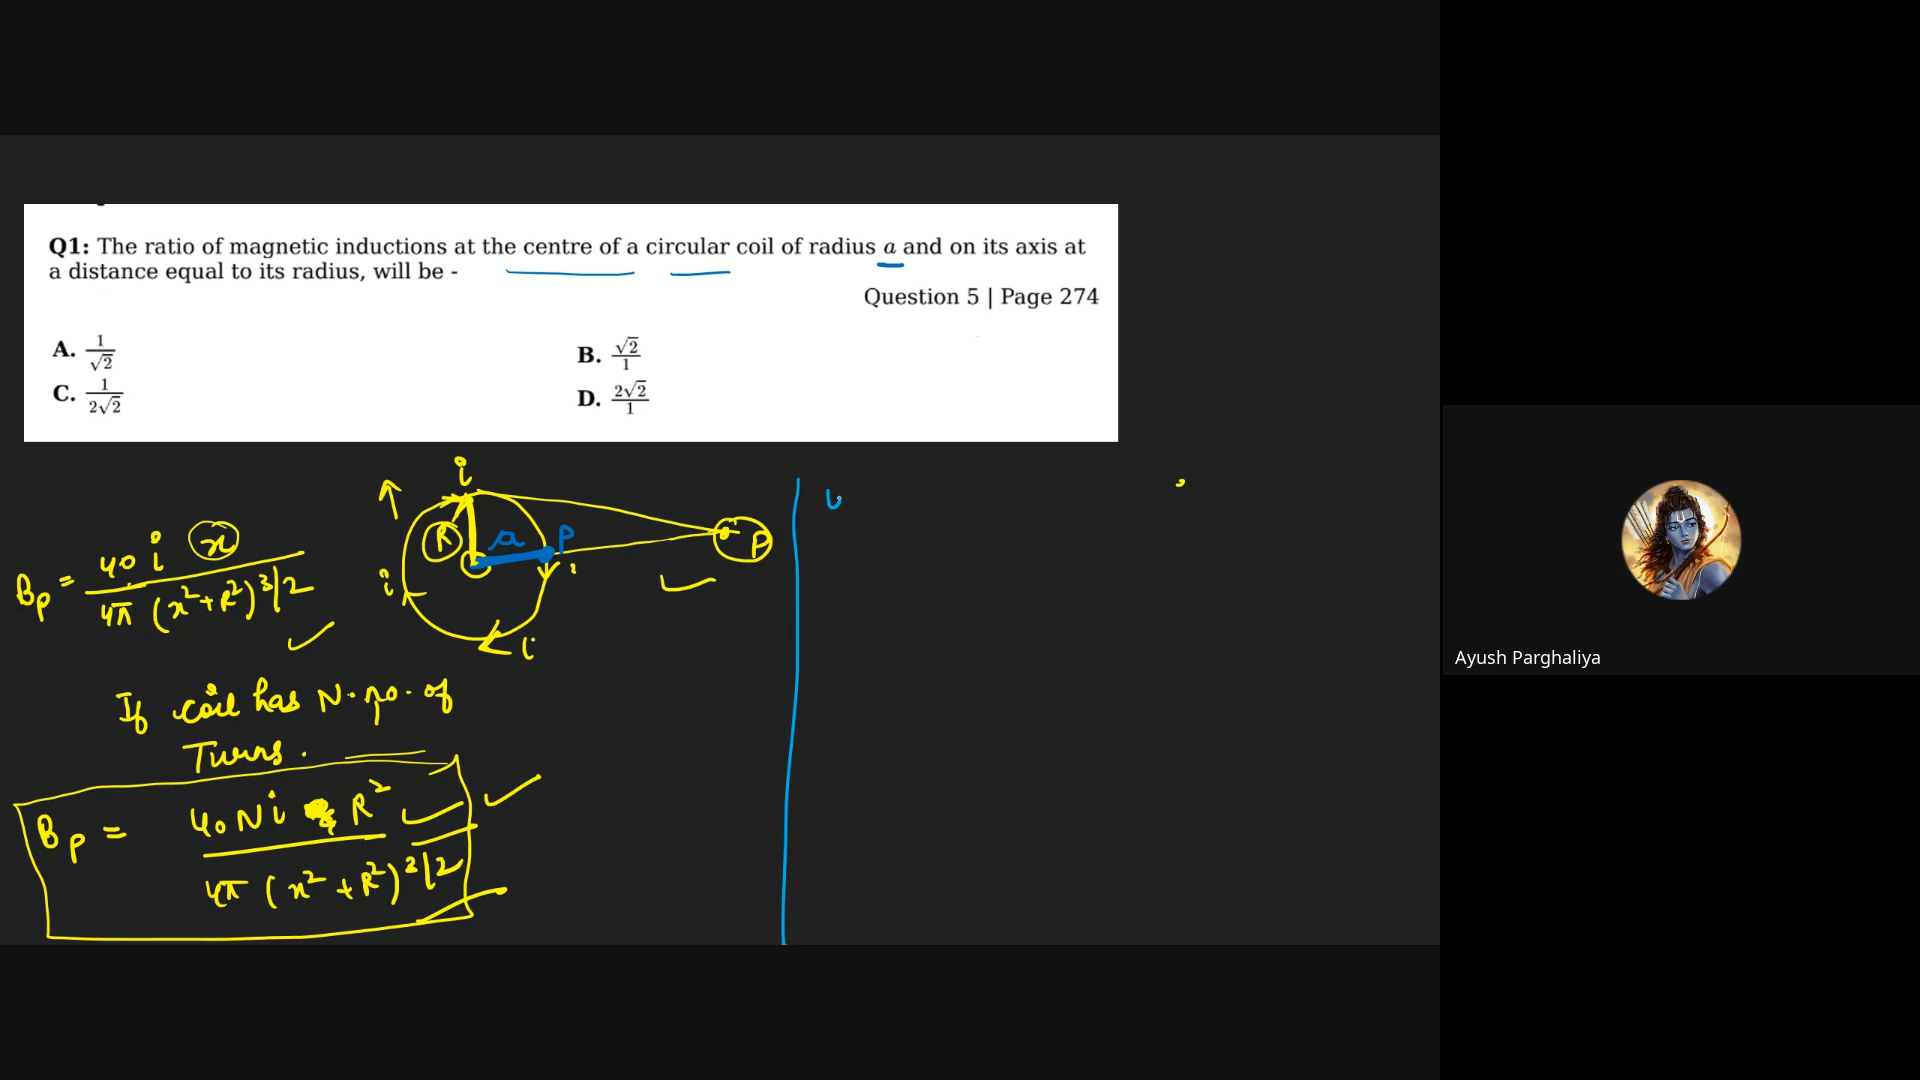 Q1: The ratio of magnetic inductions at the centre of a circular coil of radius a and on its axis at
a distance equal to its radius, will be -
Question 5 | Page 274
A. 1/√2
B. √2/1
C. 1/2√2
D. 2√2/1
i
R
a
P
P
i
i
i
Bp = μ0 i x / 4π (x²+R²)^3/2
If coil has N. no. of
Turns.
Bp = μ0 N i R² / 4π (x² + R²)^3/2
Ayush Parghaliya